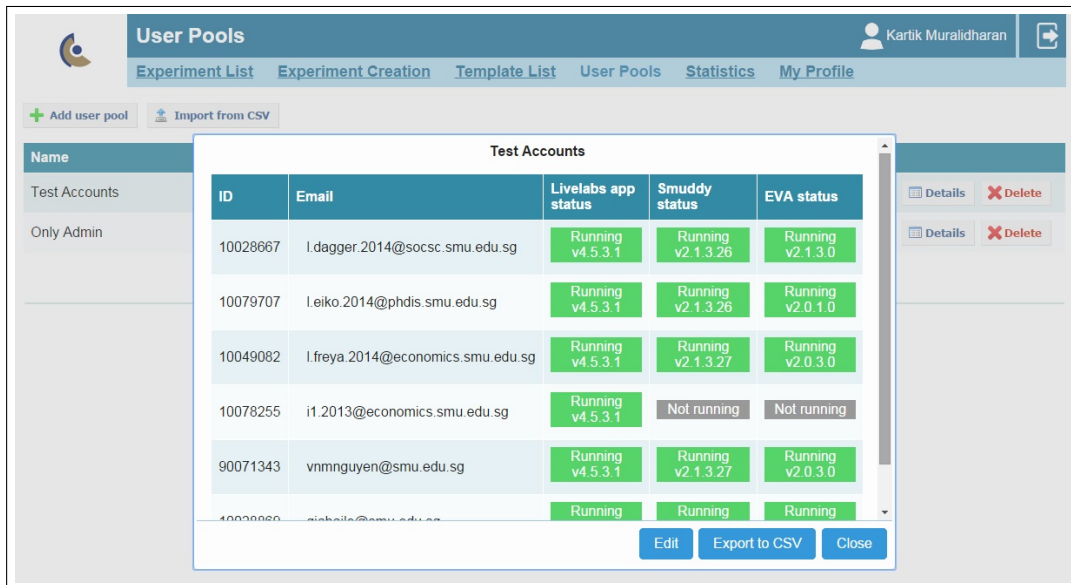 User Pools
Kartik Muralidharan
Experiment List Experiment Creation Template List User Pools Statistics My Profile
Add user pool Import from CSV
Name
Test Accounts Details Delete
Only Admin Details Delete
Test Accounts
ID Email Livelabs app status Smuddy status EVA status
10028667 l.dagger.2014@socsc.smu.edu.sg Running v4.5.3.1 Running v2.1.3.26 Running v2.1.3.0
10079707 l.eiko.2014@phdis.smu.edu.sg Running v4.5.3.1 Running v2.1.3.26 Running v2.0.1.0
10049082 l.freya.2014@economics.smu.edu.sg Running v4.5.3.1 Running v2.1.3.27 Running v2.0.3.0
10078255 i1.2013@economics.smu.edu.sg Running v4.5.3.1 Not running Not running
90071343 vnmnguyen@smu.edu.sg Running v4.5.3.1 Running v2.1.3.27 Running v2.0.3.0
Running Running Running
Edit Export to CSV Close